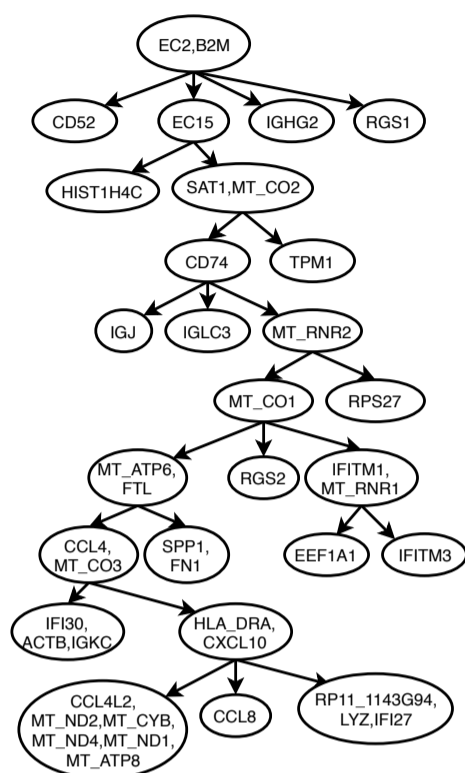 EC2,B2M
CD52
EC15
IGHG2
RGS1
HIST1H4C
SAT1,MT_CO2
CD74
TPM1
IGJ
IGLC3
MT_RNR2
MT_CO1
RPS27
MT_ATP6,
FTL
RGS2
IFITM1,
MT_RNR1
CCL4,
MT_CO3
SPP1,
FN1
EEF1A1
IFITM3
IFI30,
ACTB,IGKC
HLA_DRA,
CXCL10
CCL4L2,
MT_ND2,MT_CYB,
MT_ND4,MT_ND1,
MT_ATP8
CCL8
RP11_1143G94,
LYZ,IFI27